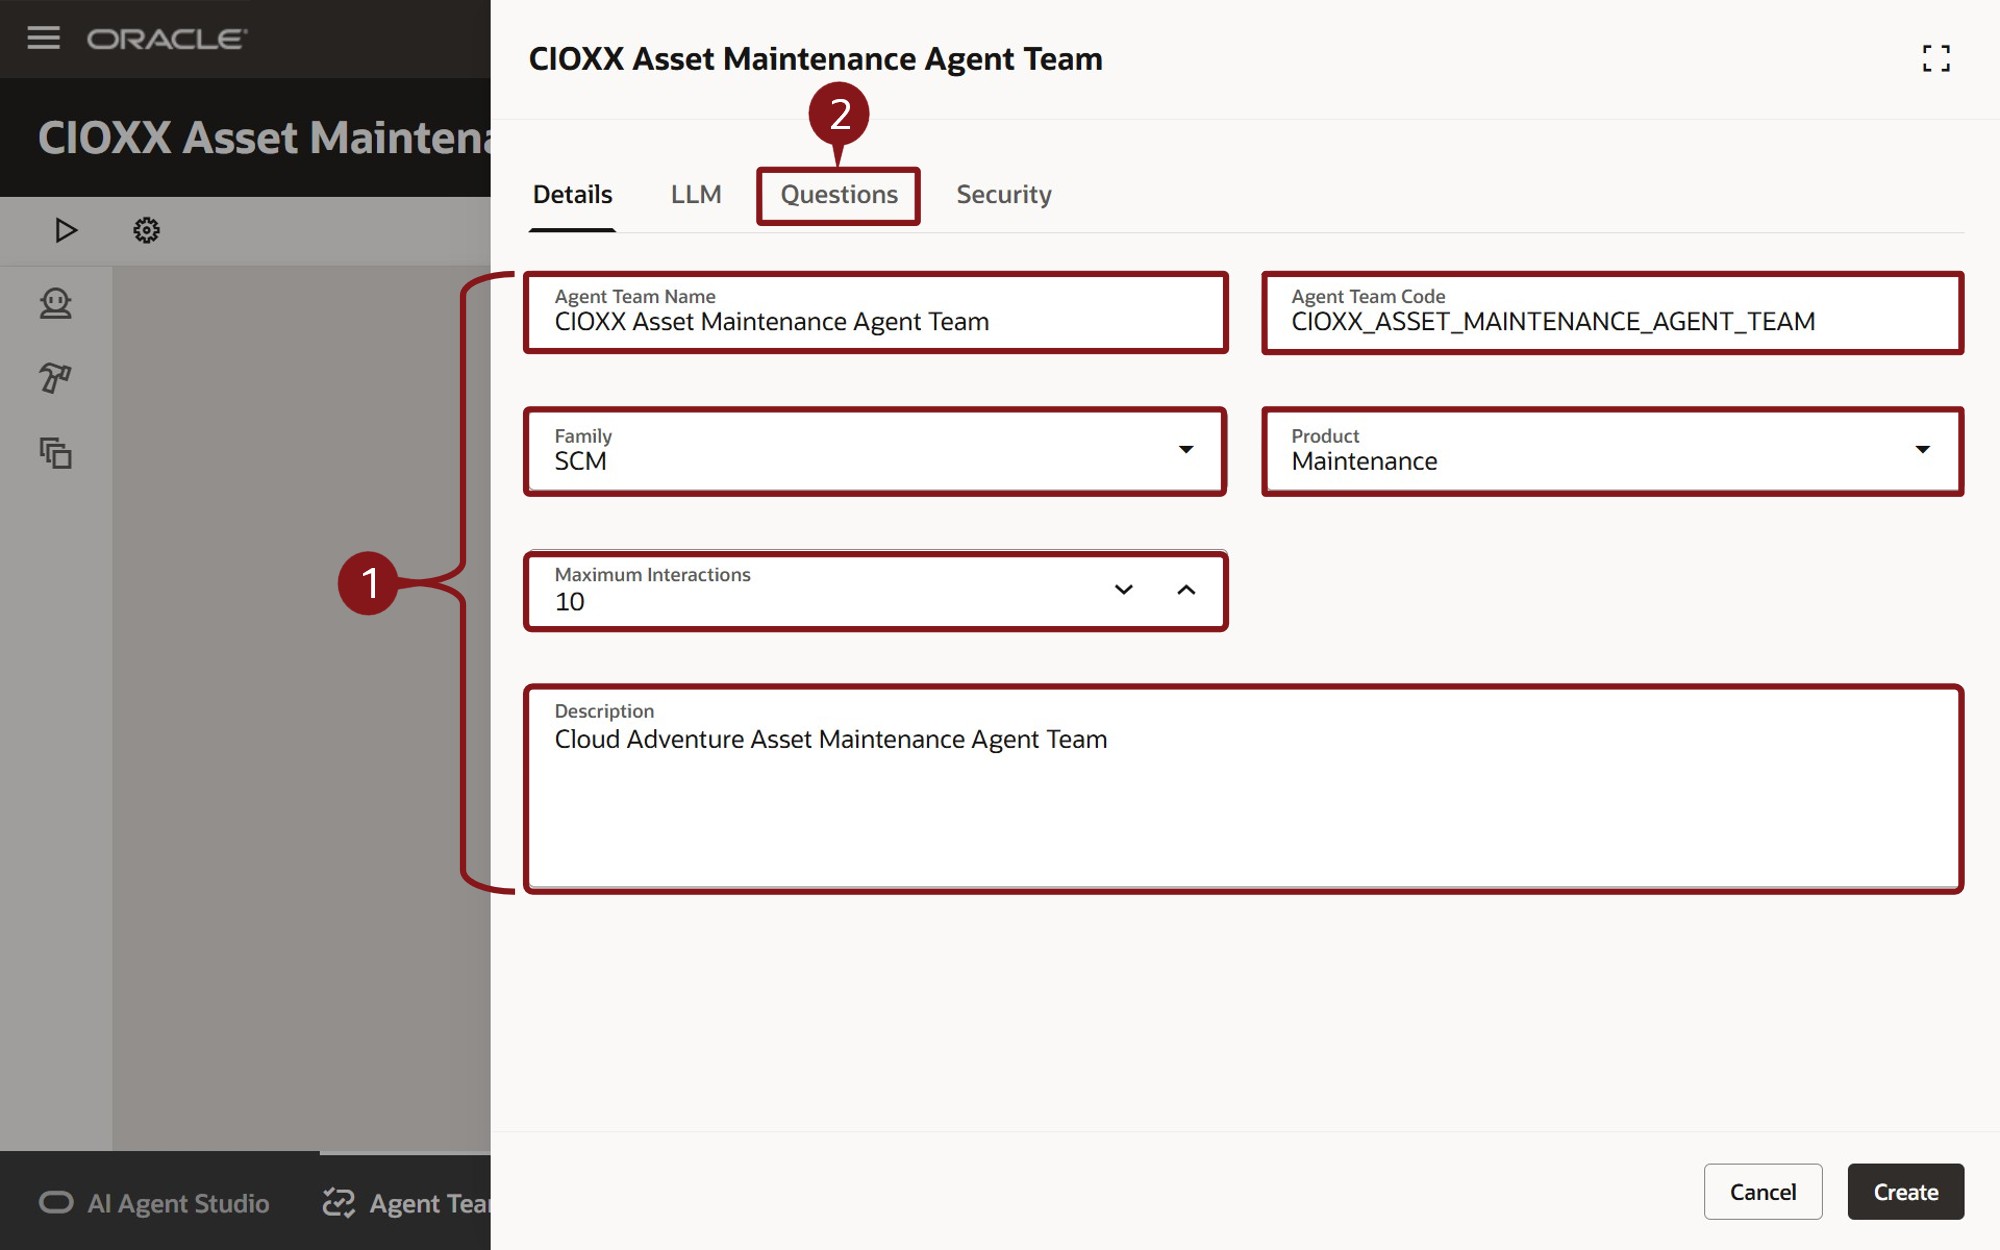 ORACLE
CIOXX Asset Maintena
AI Agent Studio
Agent Tea
CIOXX Asset Maintenance Agent Team
2
Details
LLM
Questions
Security
1
Agent Team Name
CIOXX Asset Maintenance Agent Team
Agent Team Code
CIOXX_ASSET_MAINTENANCE_AGENT_TEAM
Family
SCM
Product
Maintenance
Maximum Interactions
10
Description
Cloud Adventure Asset Maintenance Agent Team
Cancel
Create